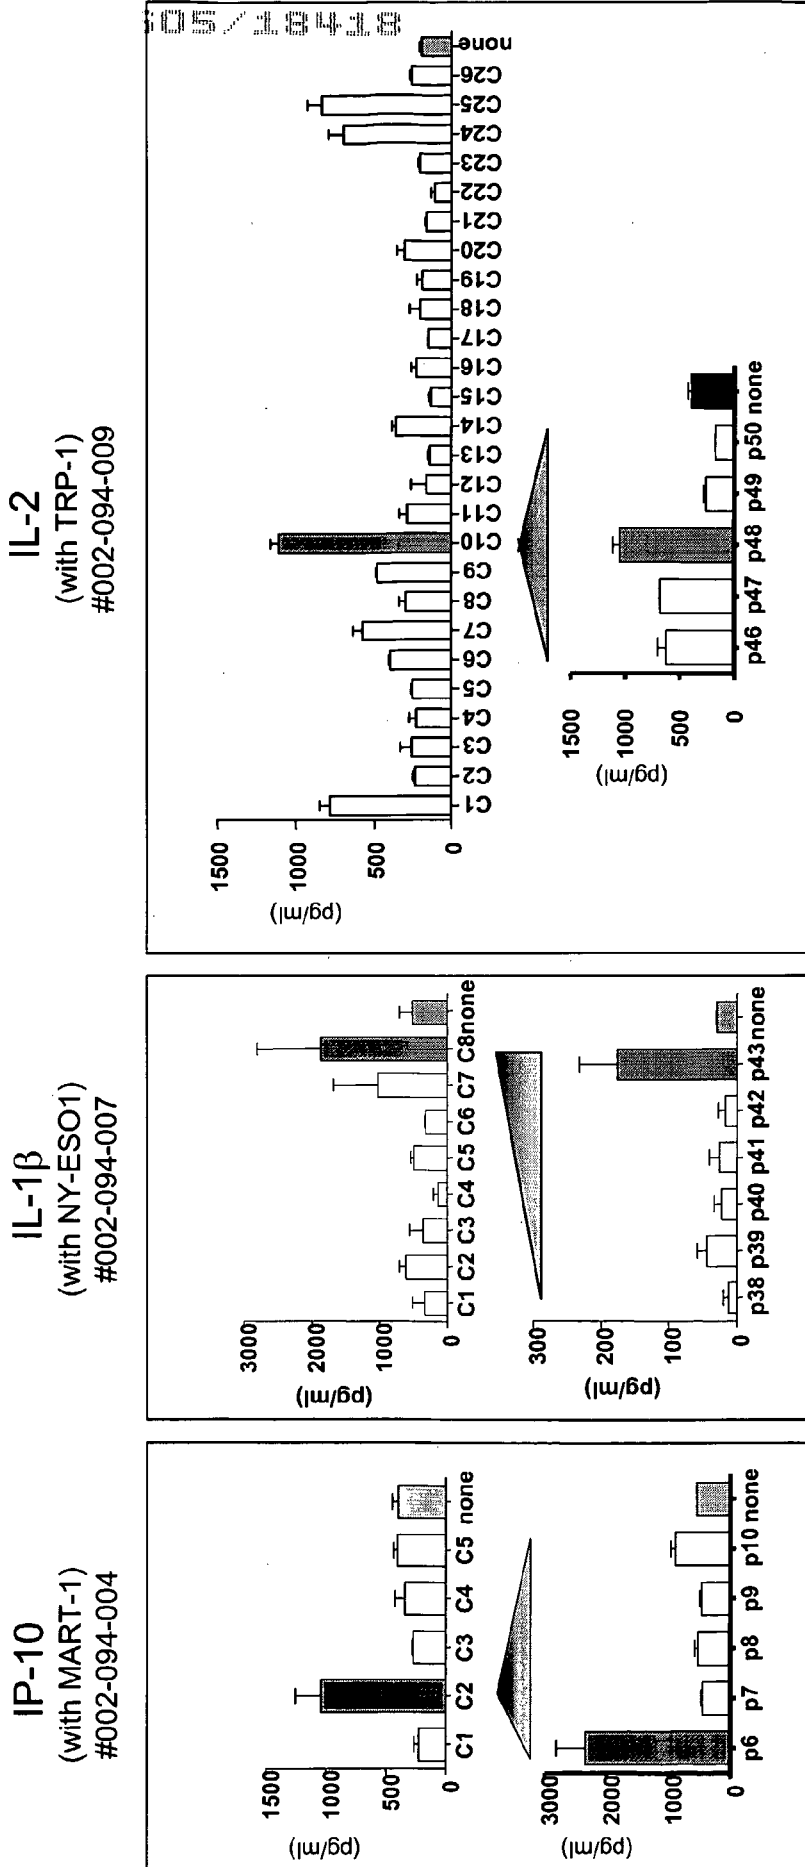 IP-10
(with MART-1)
#002-094-004
1500
1000
500
0
(pg/ml)
C1 C2 C3 C4 C5 none
3000
2000
1000
0
(pg/ml)
p6 p7 p8 p9 p10 none
IL-1β
(with NY-ESO1)
#002-094-007
3000
2000
1000
0
(pg/ml)
C1 C2 C3 C4 C5 C6 C7 C8 none
300
200
100
0
(pg/ml)
p38 p39 p40 p41 p42 p43 none
IL-2
(with TRP-1)
#002-094-009
1500
1000
500
0
(pg/ml)
C1 C2 C3 C4 C5 C6 C7 C8 C9 C10 C11 C12 C13 C14 C15 C16 C17 C18 C19 C20 C21 C22 C23 C24 C25 C26 none
1500
1000
500
0
(pg/ml)
p46 p47 p48 p49 p50 none
505/18418